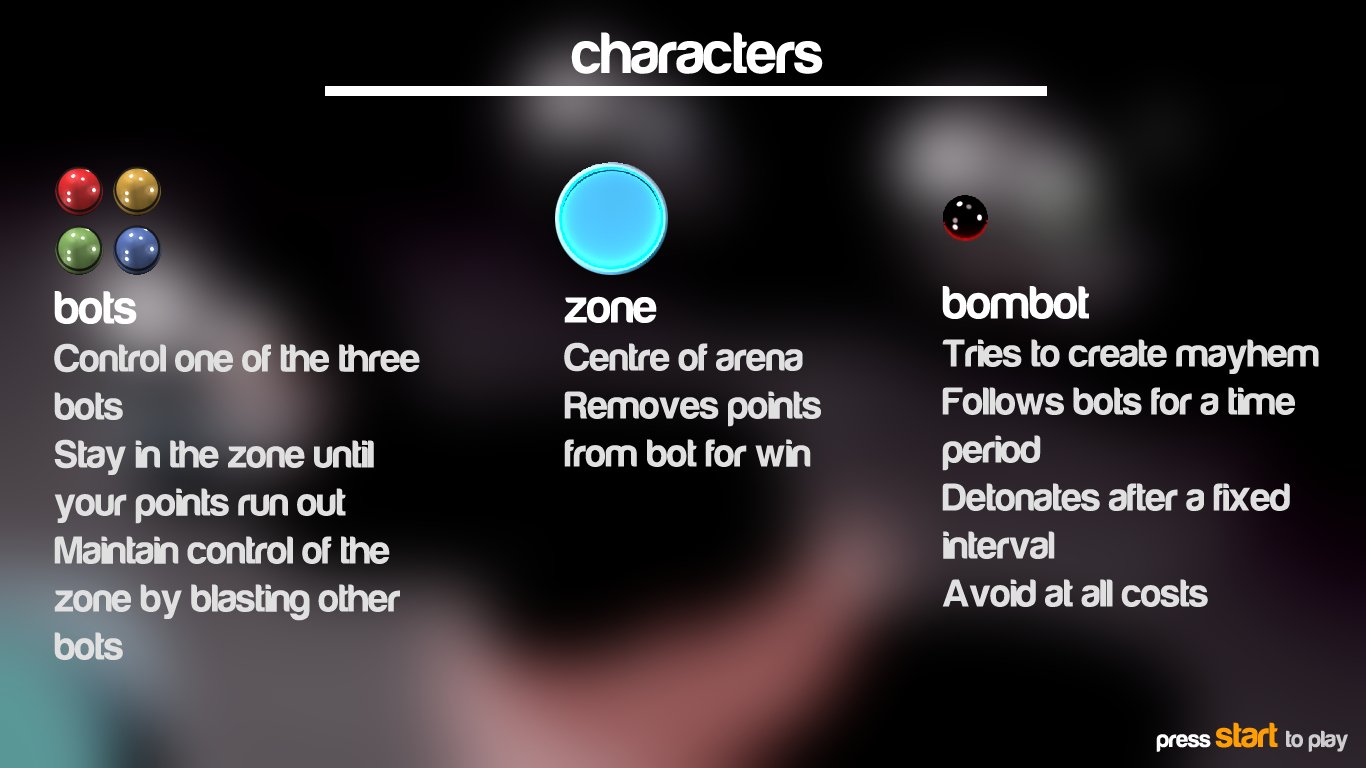 characters
bots
Control one of the three
bots
Stay in the zone until
your points run out
Maintain control of the
zone by blasting other
bots
zone
Centre of arena
Removes points
from bot for win
bombot
Tries to create mayhem
Follows bots for a time
period
Detonates after a fixed
interval
Avoid at all costs
press start to play